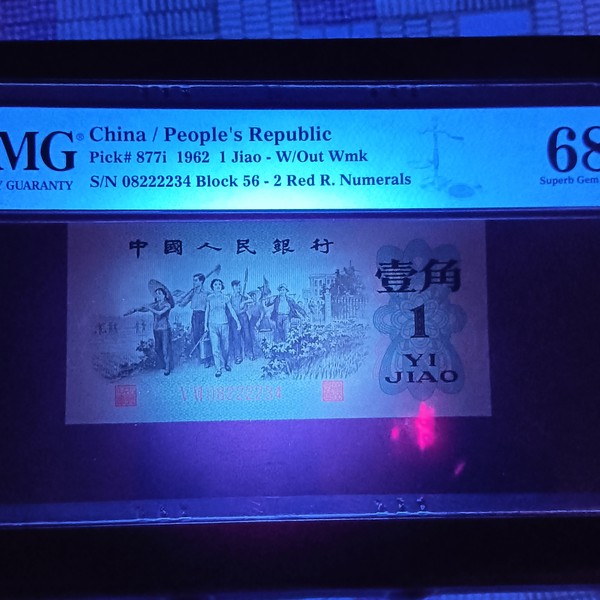 MG®
Y GUARANTY
China / People's Republic
Pick# 877i 1962 1 Jiao - W/Out Wmk
S/N 08222234 Block 56 - 2 Red R. Numerals
68
Superb Gem
中國人民銀行
壹角
1
YI
JIAO
08222234